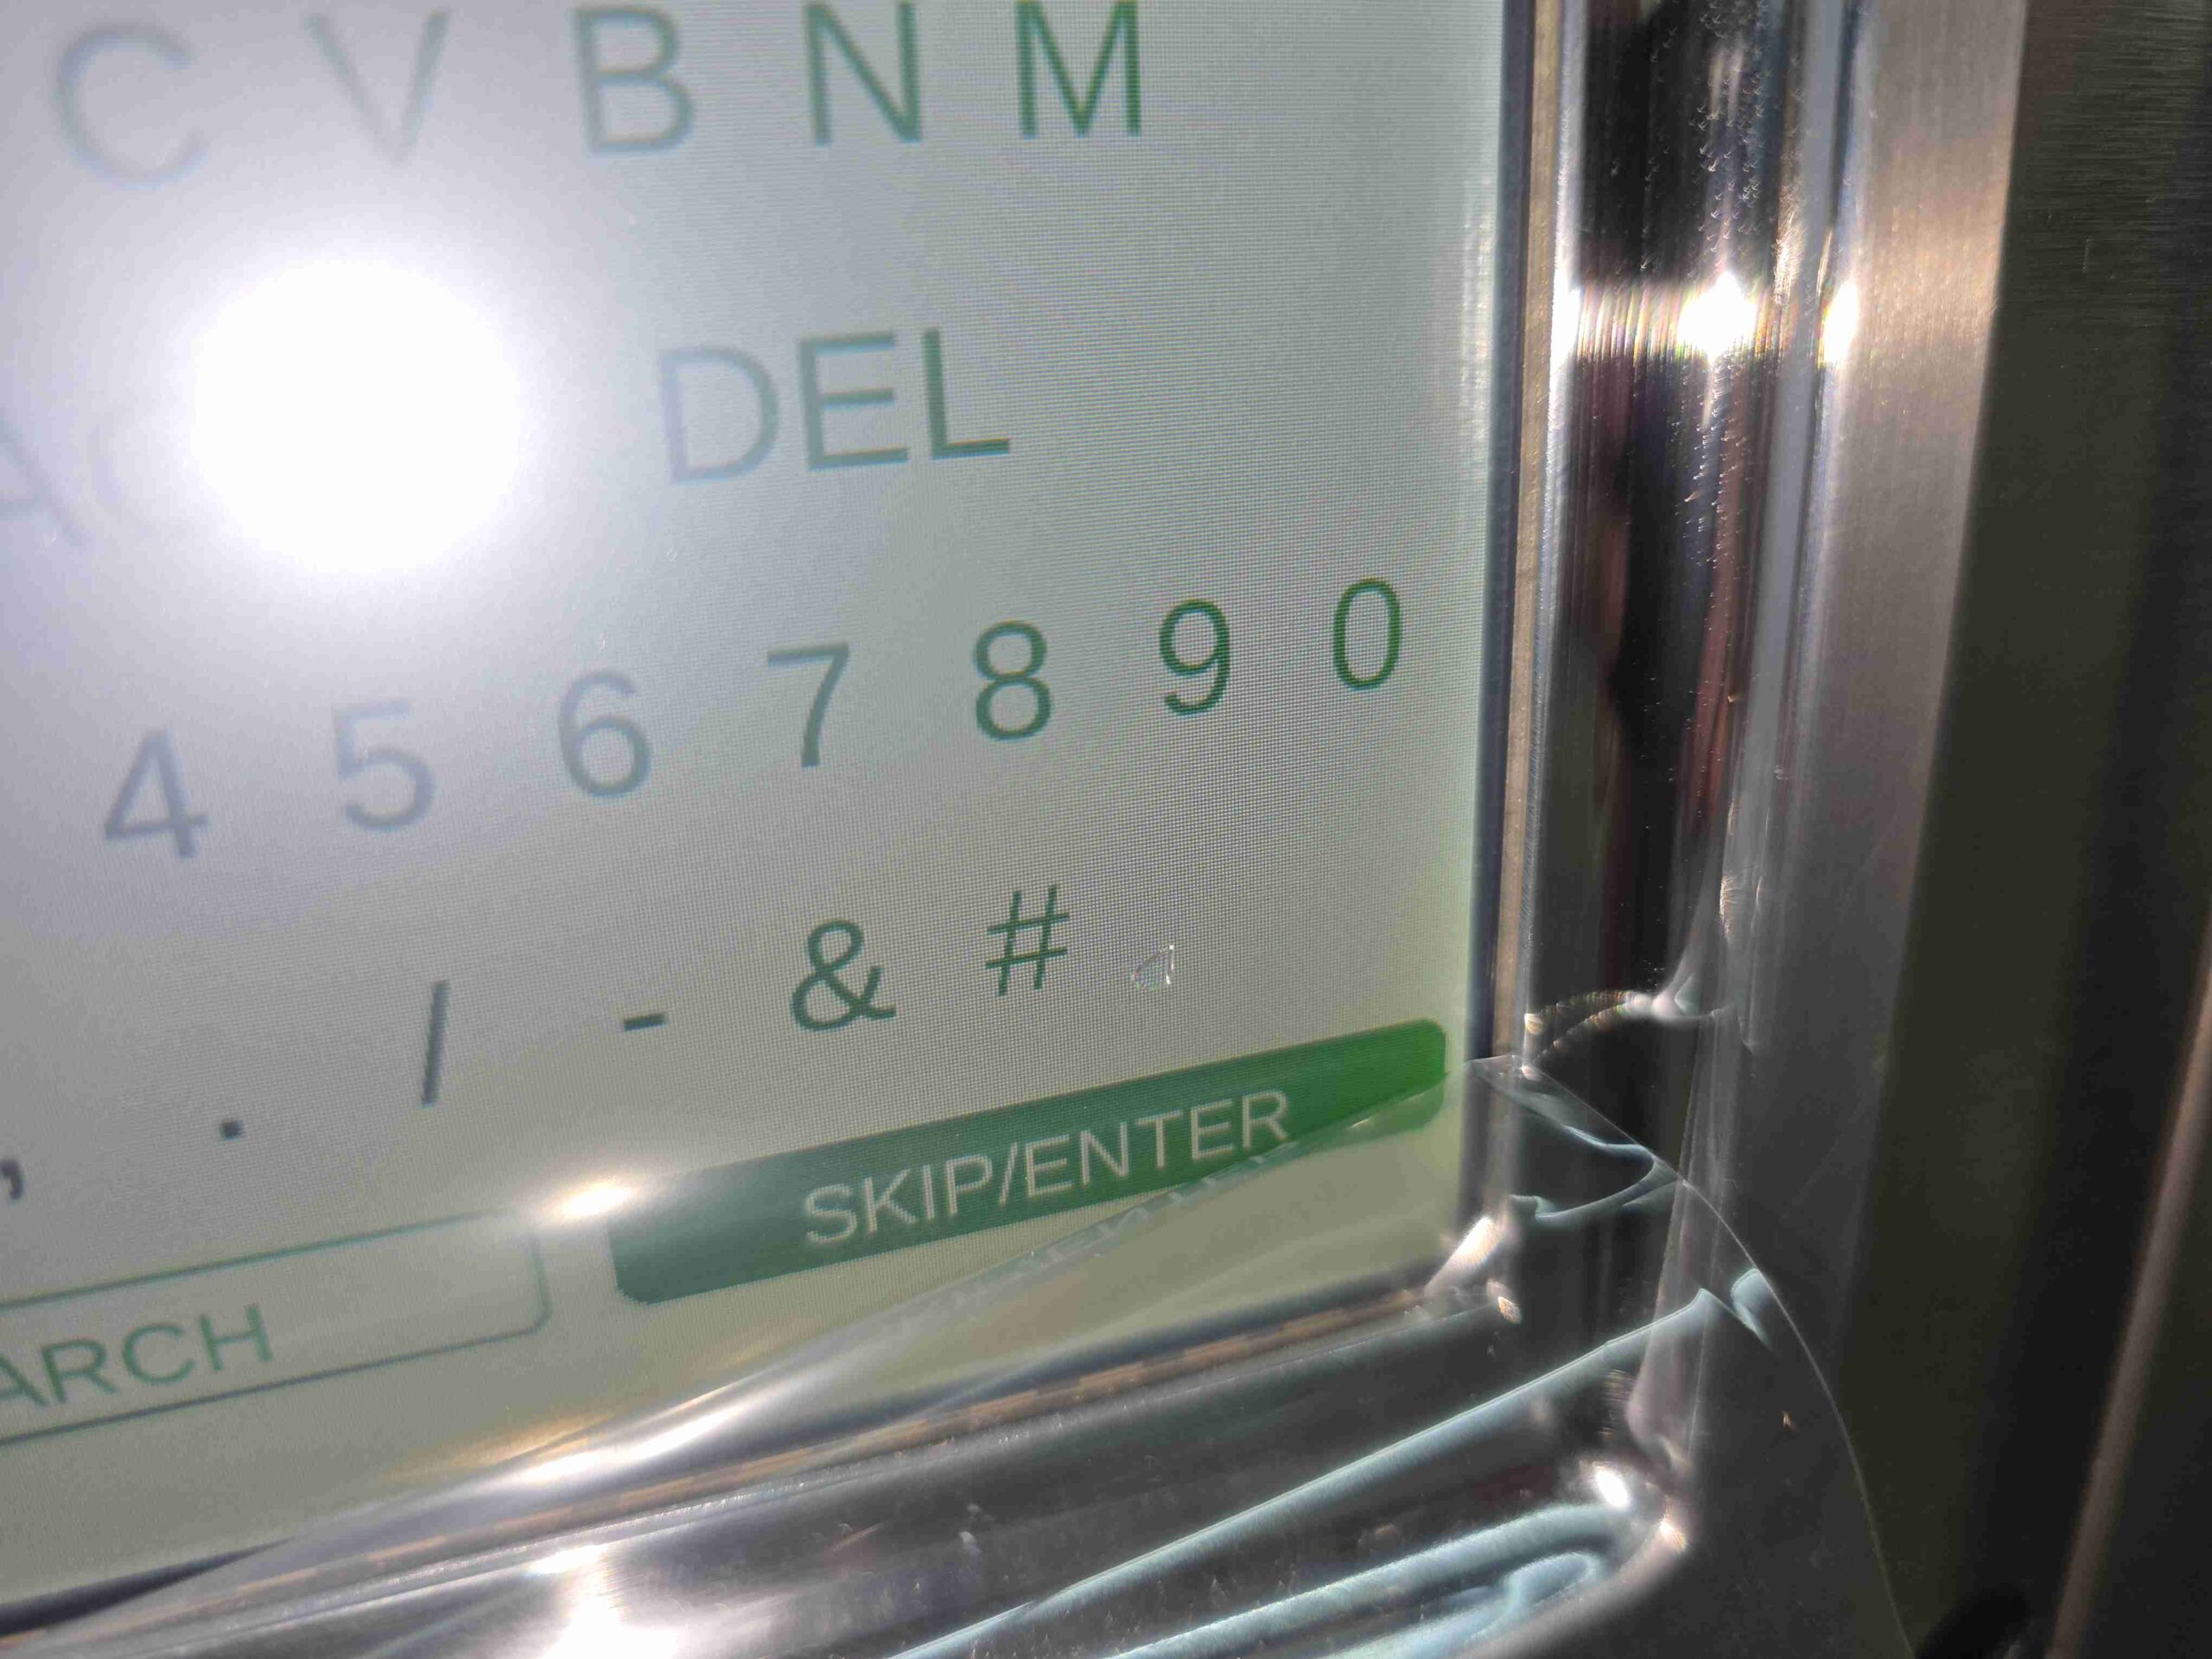 C V B N M
DEL
4 5 6 7 8 9 0
, . / - & #
SKIP/ENTER
ARCH